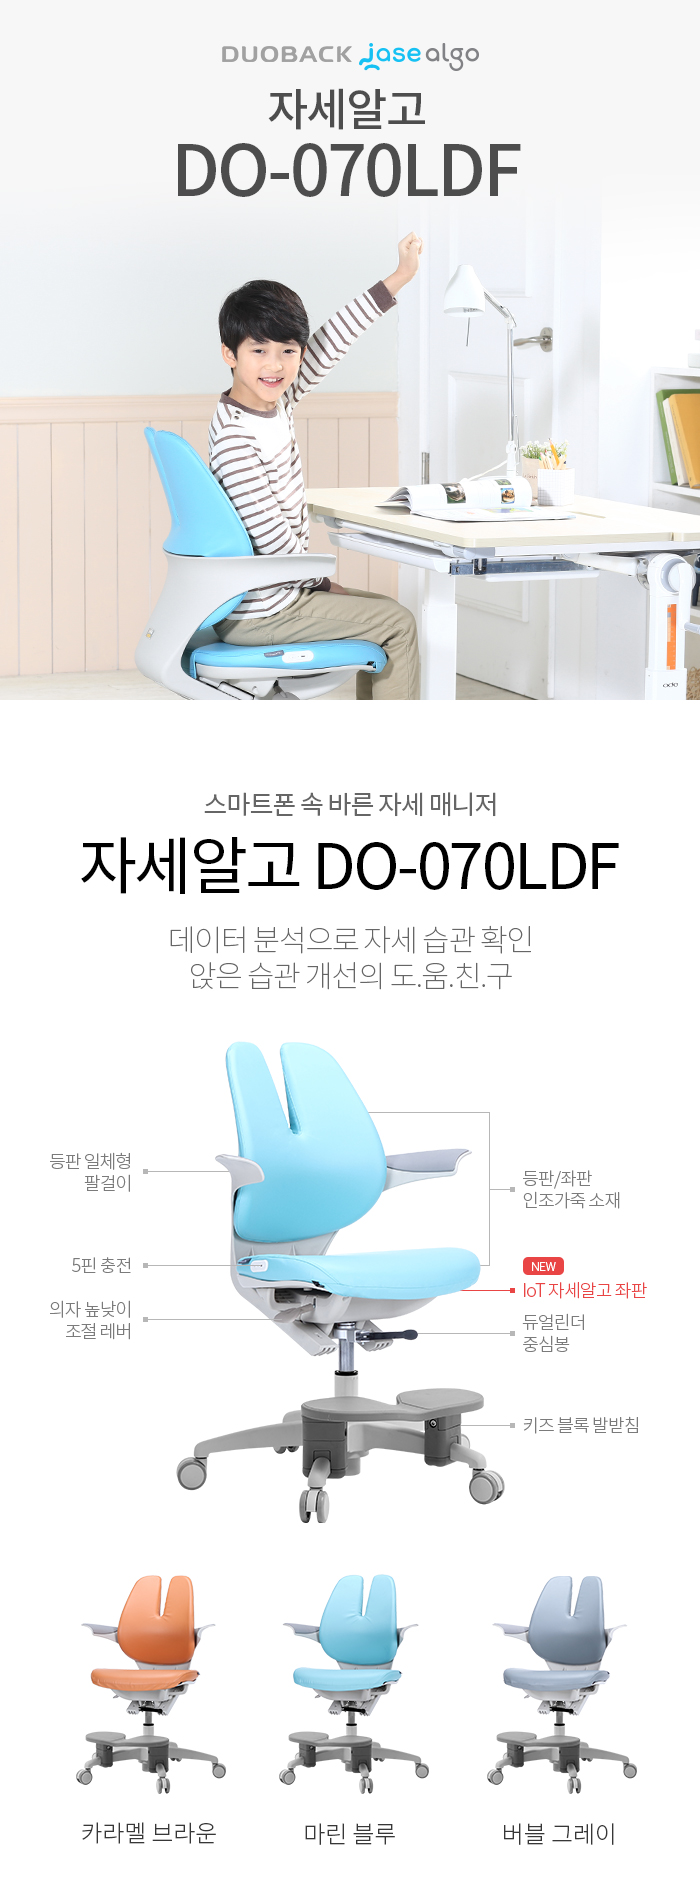 DUOBACK jase algo
자세알고
DO-070LDF
스마트폰 속 바른 자세 매니저
자세알고 DO-070LDF
데이터 분석으로 자세 습관 확인
앉은 습관 개선의 도.움.친.구
등판 일체형
팔걸이
등판/좌판
인조가죽 소재
5핀 충전
NEW
IoT 자세알고 좌판
의자 높낮이
조절 레버
듀얼린더
중심봉
키즈 블록 발받침
카라멜 브라운
마린 블루
버블 그레이